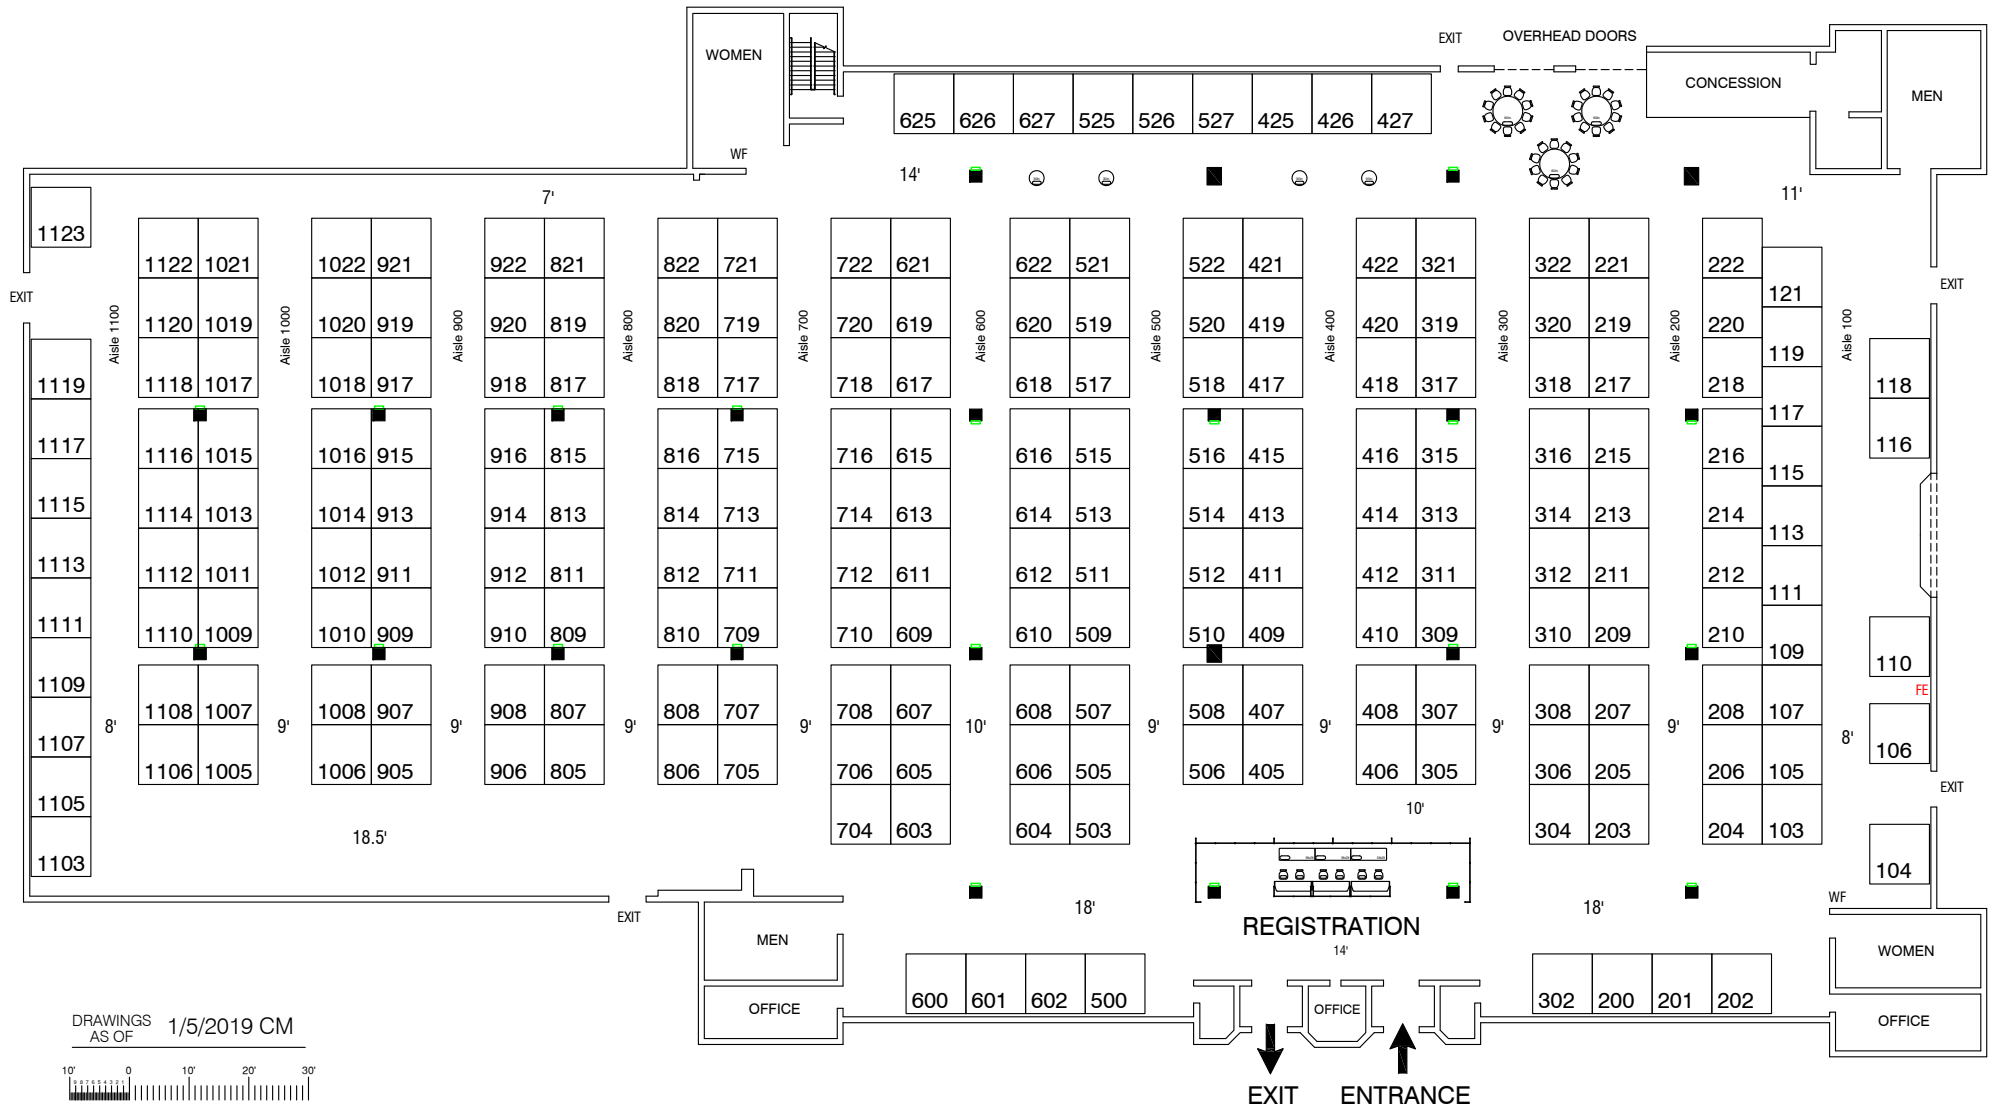 EXIT OVERHEAD DOORS
WOMEN
CONCESSION
MEN
625 626 627 525 526 527 425 426 427
WF
14'
7'
11'
1123
1122 1021 1022 921 922 821 822 721 722 621 622 521 522 421 422 321 322 221 222
EXIT
EXIT
121
1120 1019 1020 919 920 819 820 719 720 619 620 519 520 419 420 319 320 219 220
Aisle 1100 Aisle 1000 Aisle 900 Aisle 800 Aisle 700 Aisle 600 Aisle 500 Aisle 400 Aisle 300 Aisle 200 Aisle 100
119
1119 1118 1017 1018 917 918 817 818 717 718 617 618 517 518 417 418 317 318 217 218 118
117
1117 1116 1015 1016 915 916 815 816 715 716 615 616 515 516 415 416 315 316 215 216 116
115
1115 1114 1013 1014 913 914 813 814 713 714 613 614 513 514 413 414 313 314 213 214
113
1113 1112 1011 1012 911 912 811 812 711 712 611 612 511 512 411 412 311 312 211 212
111
1111 1110 1009 1010 909 910 809 810 709 710 609 610 509 510 409 410 309 310 209 210
109 110
1109
FE
1108 1007 1008 907 908 807 808 707 708 607 608 507 508 407 408 307 308 207 208 107
8' 9' 9' 9' 9' 10' 9' 9' 9' 9' 8'
1107 106
1106 1005 1006 905 906 805 806 705 706 605 606 505 506 405 406 305 306 205 206 105
EXIT
1105
10'
18.5'
704 603 604 503 304 203 204 103
1103 104
WF
18' 18'
EXIT
REGISTRATION
MEN
14'
WOMEN
600 601 602 500 302 200 201 202
OFFICE OFFICE
OFFICE
DRAWINGS
AS OF 1/5/2019 CM
10' 0 10' 20' 30'
9 8 7 6 5 4 3 2 1
EXIT ENTRANCE